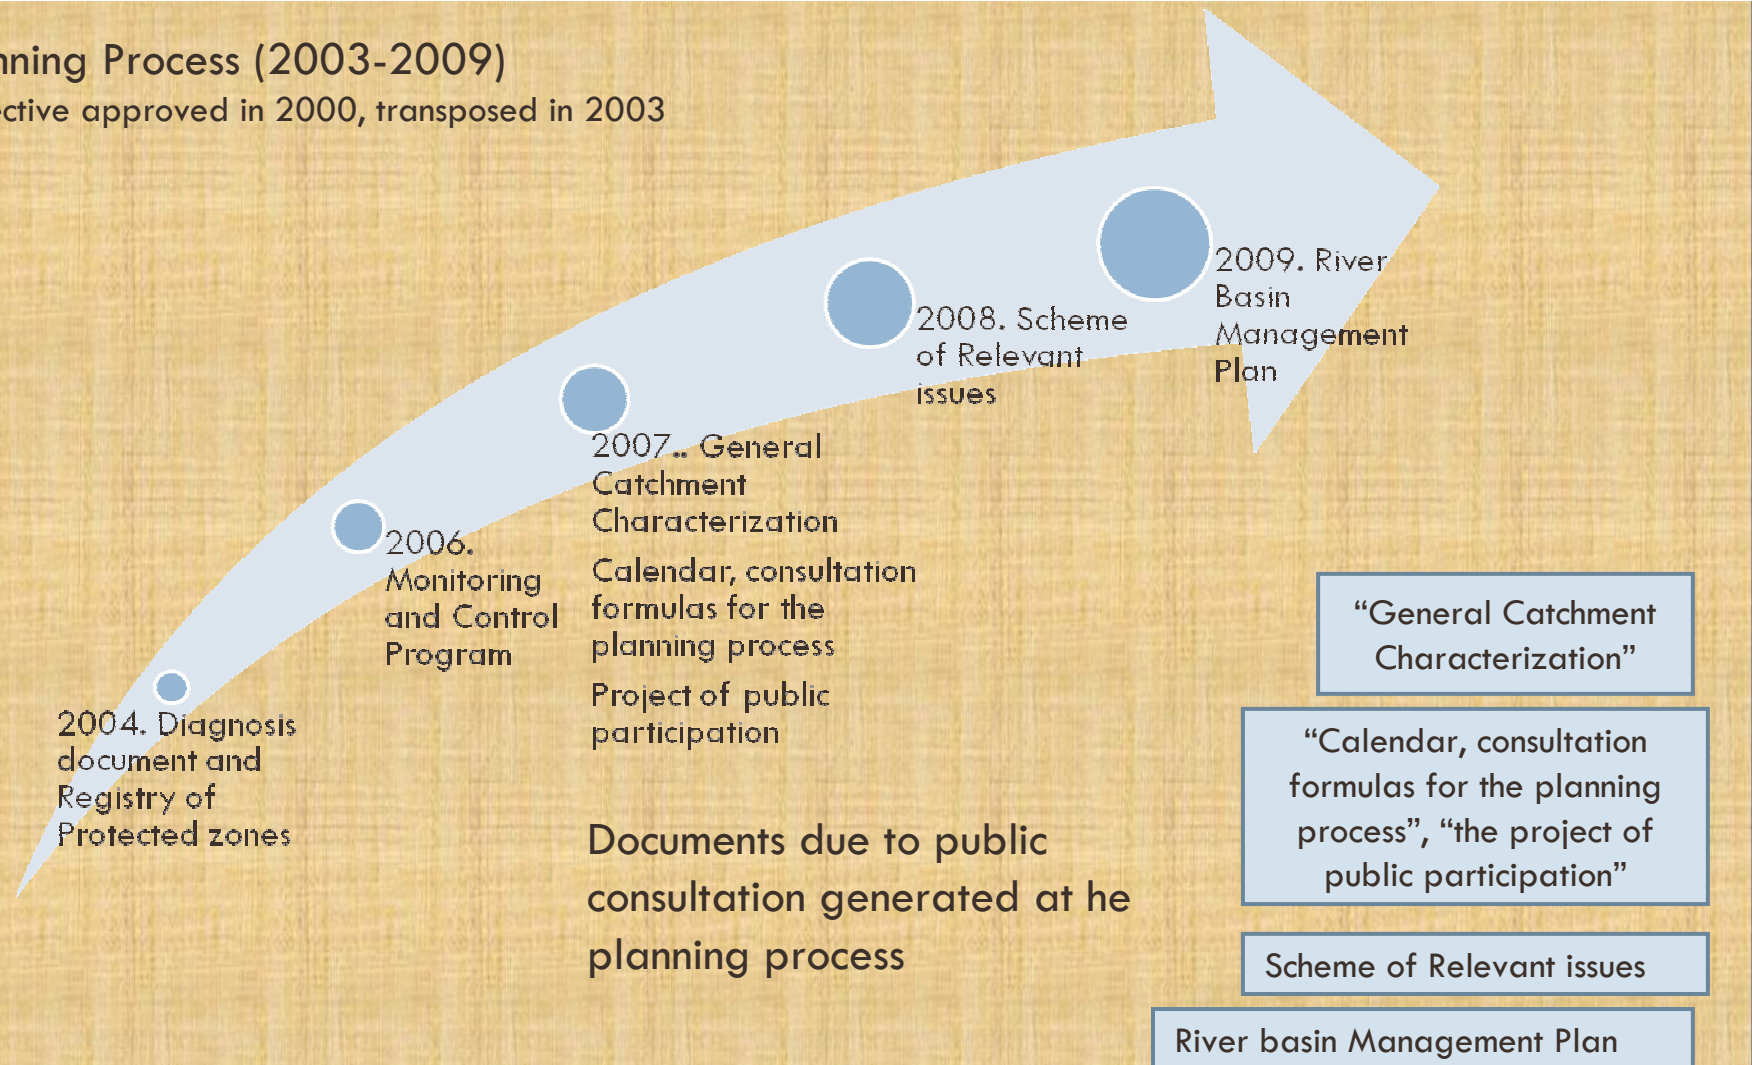 nning Process (2003-2009)
ective approved in 2000, transposed in 2003
2004. Diagnosis
document and
Registry of
Protected zones
2006.
Monitoring
and Control
Program
2007.. General
Catchment
Characterization
Calendar, consultation
formulas for the
planning process
Project of public
participation
2008. Scheme
of Relevant
issues
2009. River
Basin
Management
Plan
Documents due to public
consultation generated at he
planning process
“General Catchment
Characterization”
“Calendar, consultation
formulas for the planning
process”, “the project of
public participation”
Scheme of Relevant issues
River basin Management Plan